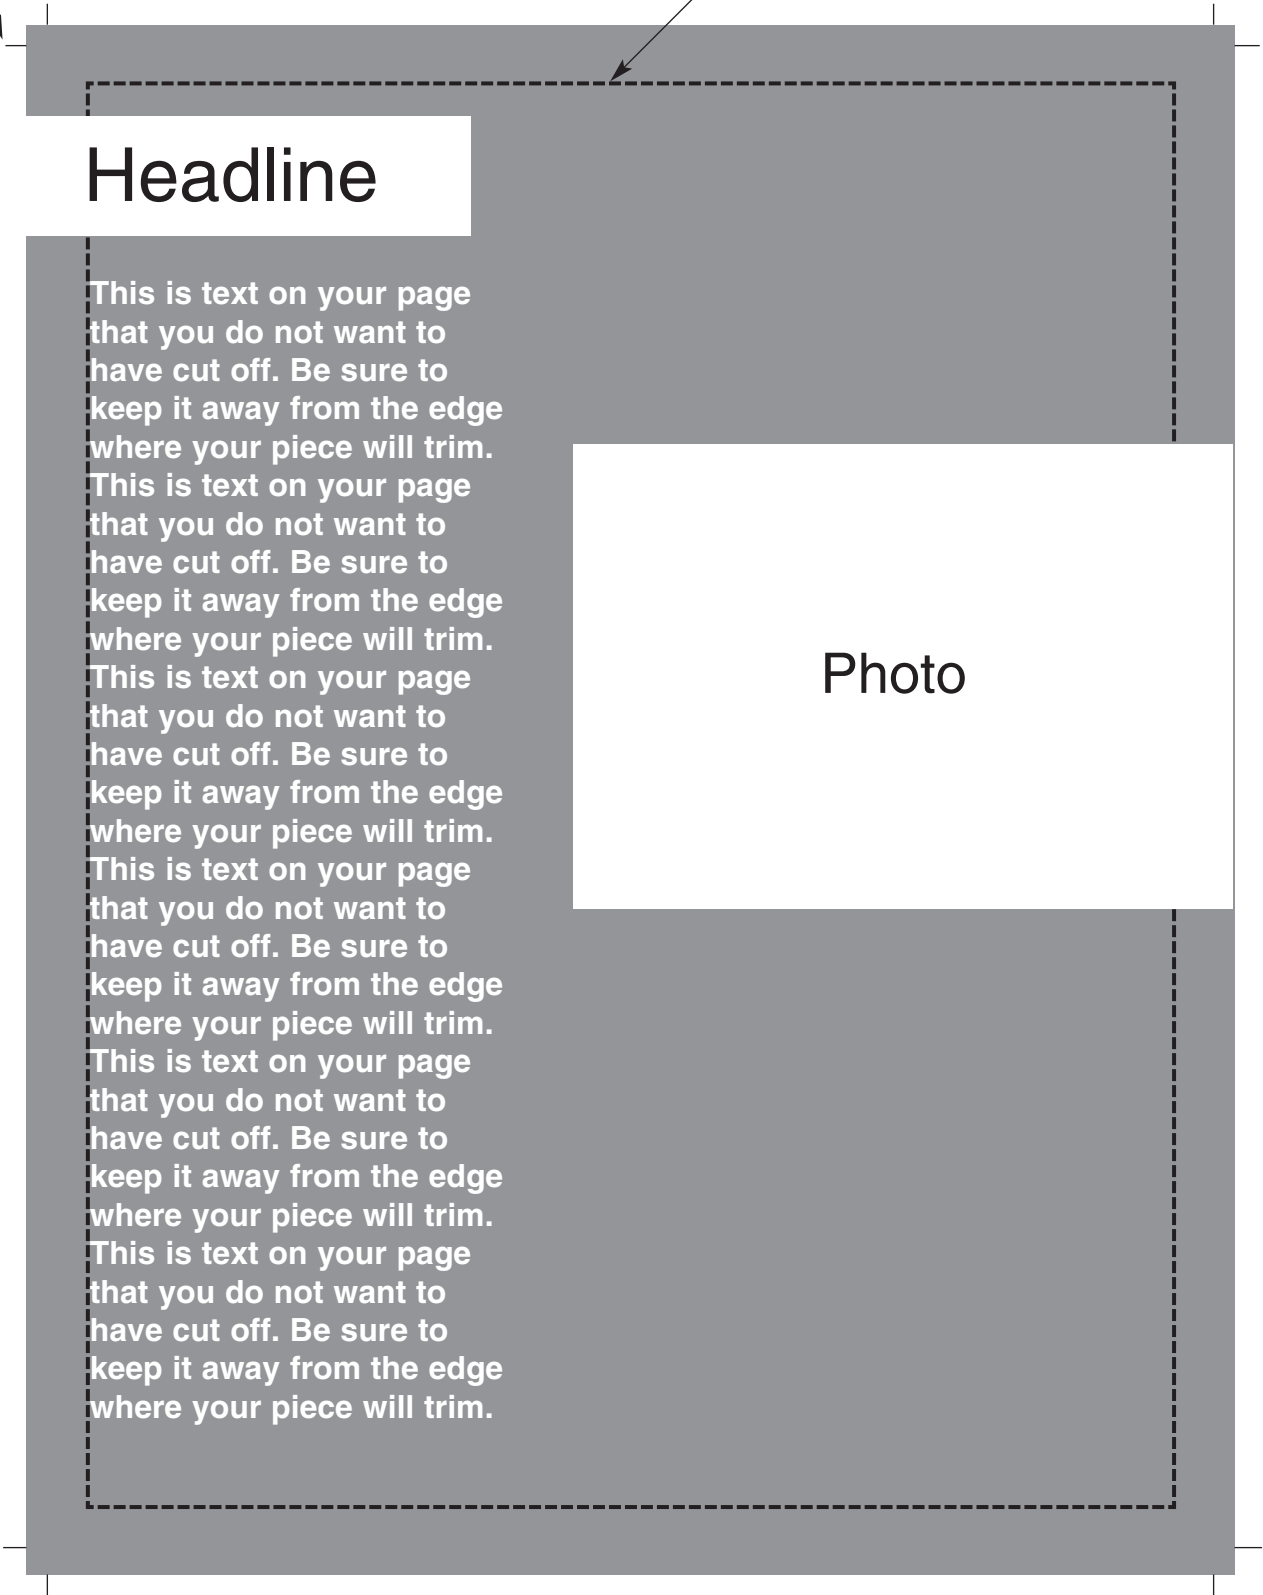 Headline
This is text on your page
that you do not want to
have cut off. Be sure to
keep it away from the edge
where your piece will trim.
This is text on your page
that you do not want to
have cut off. Be sure to
keep it away from the edge
where your piece will trim.
This is text on your page
that you do not want to
have cut off. Be sure to
keep it away from the edge
where your piece will trim.
This is text on your page
that you do not want to
have cut off. Be sure to
keep it away from the edge
where your piece will trim.
This is text on your page
that you do not want to
have cut off. Be sure to
keep it away from the edge
where your piece will trim.
This is text on your page
that you do not want to
have cut off. Be sure to
keep it away from the edge
where your piece will trim.
Photo